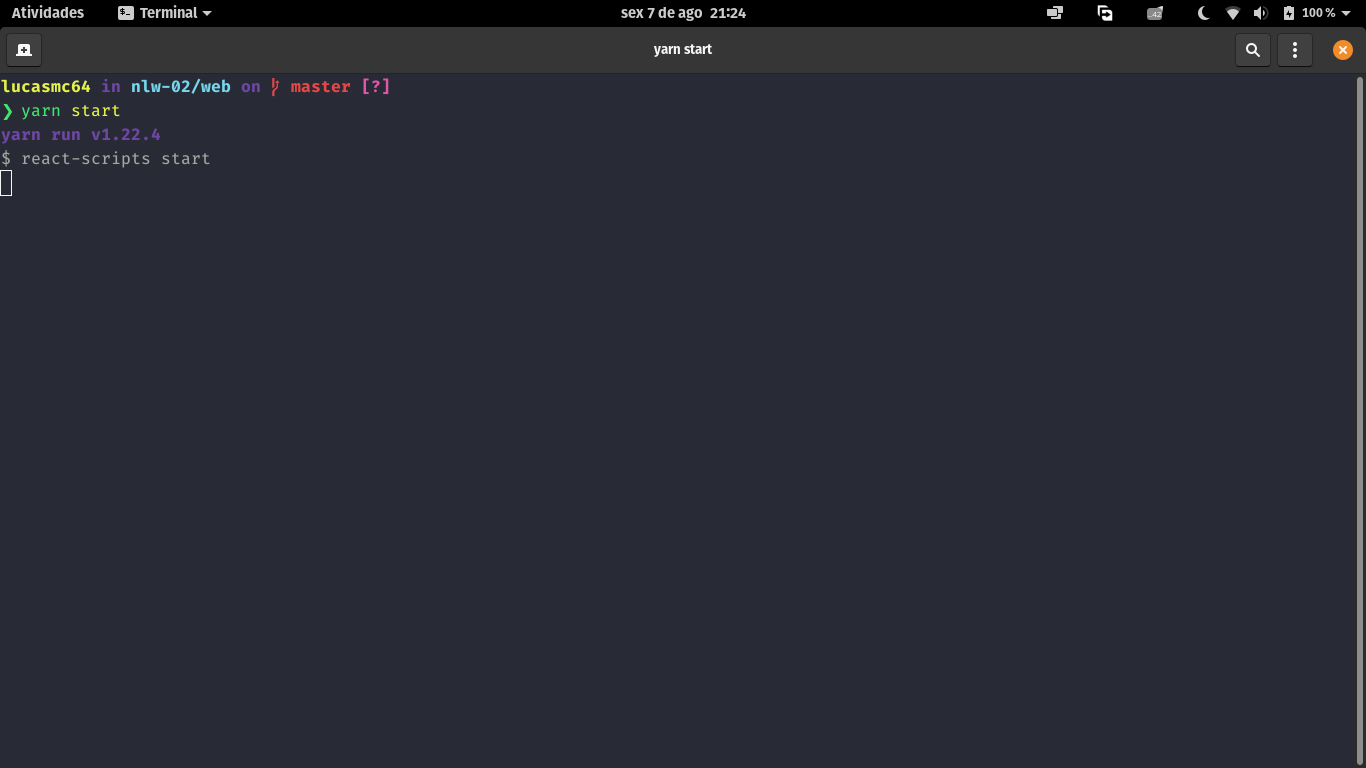 Atividades Terminal sex 7 de ago 21:24 42 100 %
yarn start
lucasmc64 in nlw-02/web on master [?]
❯ yarn start
yarn run v1.22.4
$ react-scripts start